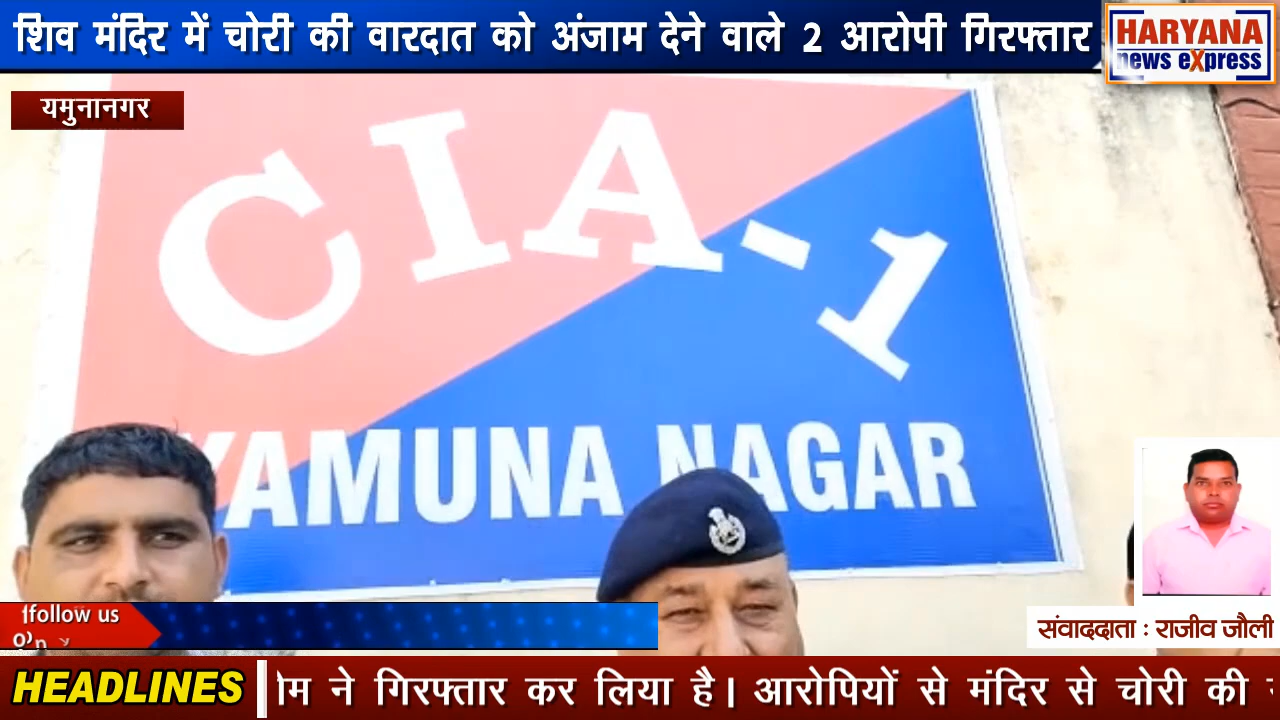 शिव मंदिर में चोरी की वारदात को अंजाम देने वाले 2 आरोपी गिरफ्तार
HARYANA
news eXpress
यमुनानगर
CIA-1
YAMUNA NAGAR
follow us
on
संवाददाता : राजीव जौली
HEADLINES
ने गिरफ्तार कर लिया है। आरोपियों से मंदिर से चोरी की